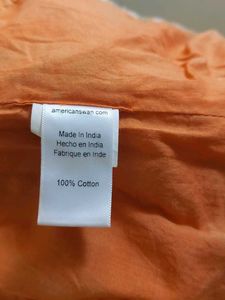 americanswan.com
Made in India
Hecho en India
Fabrique en Inde
100% Cotton